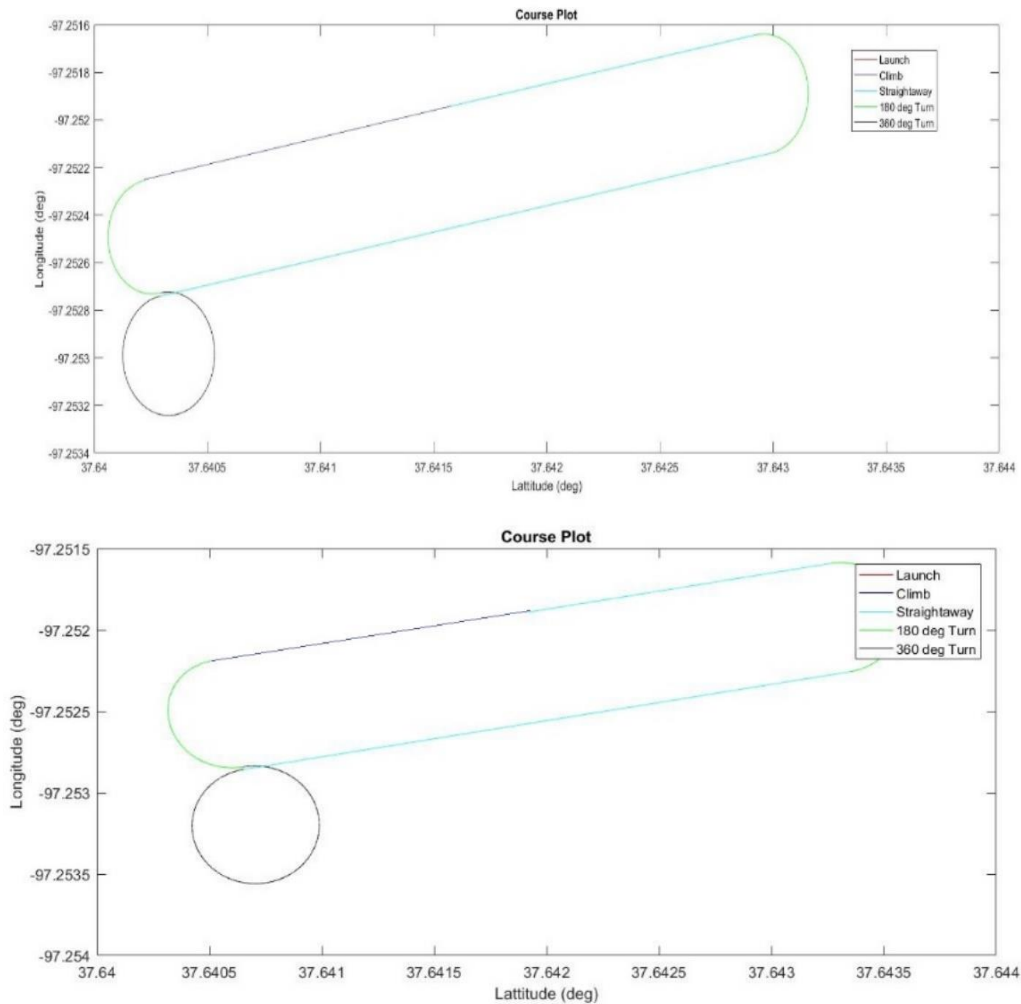 Course Plot
-97.2516
-97.2518
-97.252
-97.2522
-97.2524
-97.2526
-97.2528
-97.253
-97.2532
-97.2534
Longitude (deg)
Launch
Climb
Straightaway
180 deg Turn
360 deg Turn
37.64 37.6405 37.641 37.6415 37.642 37.6425 37.643 37.6435 37.644
Lattitude (deg)
Course Plot
-97.2515
-97.252
-97.2525
-97.253
-97.2535
-97.254
Longitude (deg)
Launch
Climb
Straightaway
180 deg Turn
360 deg Turn
37.64 37.6405 37.641 37.6415 37.642 37.6425 37.643 37.6435 37.644
Lattitude (deg)